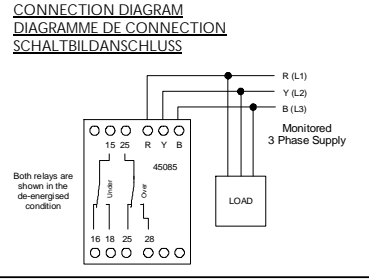 CONNECTION DIAGRAM
DIAGRAMME DE CONNECTION
SCHALTBILDANSCHLUSS
R (L1)
Y (L2)
B (L3)
Monitored
3 Phase Supply
15 25 R Y B
45085
Both relays are
shown in the
de-energised
condition
Under
Over
LOAD
16 18 25 28